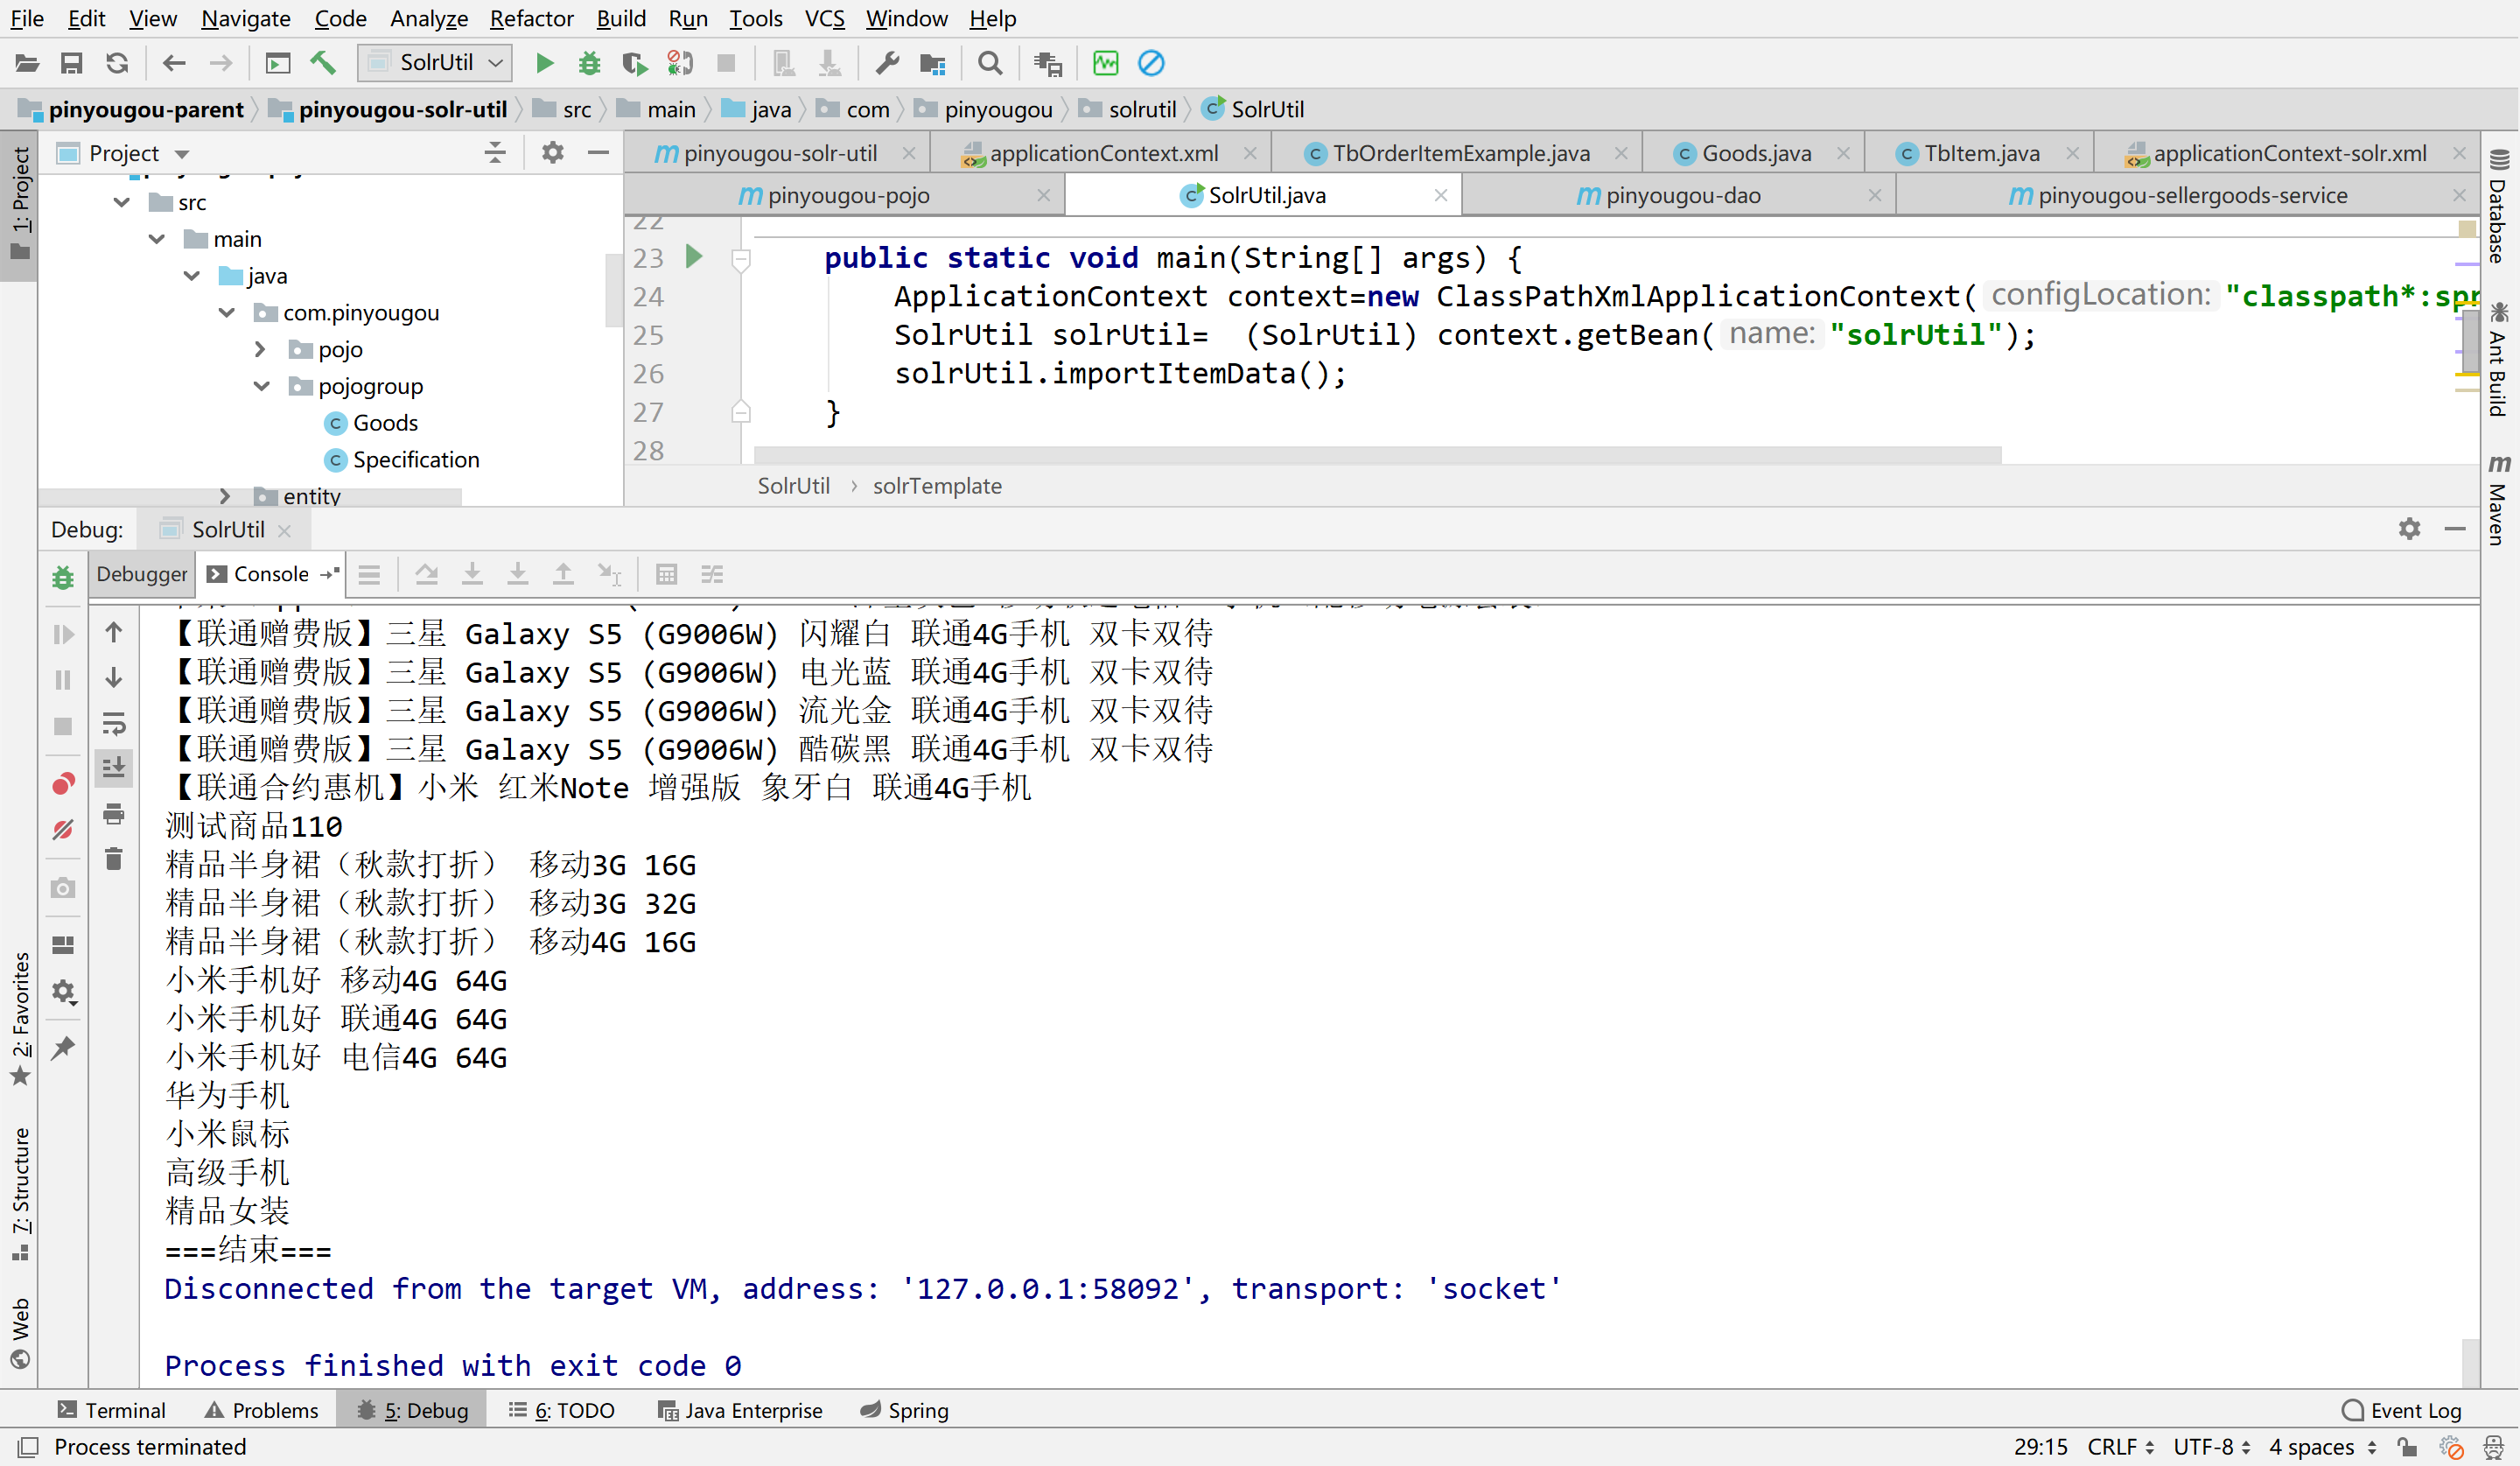 File Edit View Navigate Code Analyze Refactor Build Run Tools VCS Window Help
SolrUtil
pinyougou-parent pinyougou-solr-util src main java com pinyougou solrutil SolrUtil
1: Project
Project
src
main
java
com.pinyougou
pojo
pojogroup
Goods
Specification
entity
pinyougou-solr-util applicationContext.xml TbOrderItemExample.java Goods.java TbItem.java applicationContext-solr.xml
pinyougou-pojo SolrUtil.java pinyougou-dao pinyougou-sellergoods-service
22
23 public static void main(String[] args) {
24 ApplicationContext context=new ClassPathXmlApplicationContext( configLocation: "classpath*:spr
25 SolrUtil solrUtil= (SolrUtil) context.getBean( name: "solrUtil");
26 solrUtil.importItemData();
27 }
28
SolrUtil › solrTemplate
Database
Ant Build
Maven
Debug: SolrUtil
Debugger Console
【联通赠费版】三星 Galaxy S5 (G9006W) 闪耀白 联通4G手机 双卡双待
【联通赠费版】三星 Galaxy S5 (G9006W) 电光蓝 联通4G手机 双卡双待
【联通赠费版】三星 Galaxy S5 (G9006W) 流光金 联通4G手机 双卡双待
【联通赠费版】三星 Galaxy S5 (G9006W) 酷碳黑 联通4G手机 双卡双待
【联通合约惠机】小米 红米Note 增强版 象牙白 联通4G手机
测试商品110
精品半身裙（秋款打折） 移动3G 16G
精品半身裙（秋款打折） 移动3G 32G
精品半身裙（秋款打折） 移动4G 16G
小米手机好 移动4G 64G
小米手机好 联通4G 64G
小米手机好 电信4G 64G
华为手机
小米鼠标
高级手机
精品女装
===结束===
Disconnected from the target VM, address: '127.0.0.1:58092', transport: 'socket'
Process finished with exit code 0
2: Favorites
7: Structure
Web
Terminal Problems 5: Debug 6: TODO Java Enterprise Spring Event Log
Process terminated 29:15 CRLF UTF-8 4 spaces